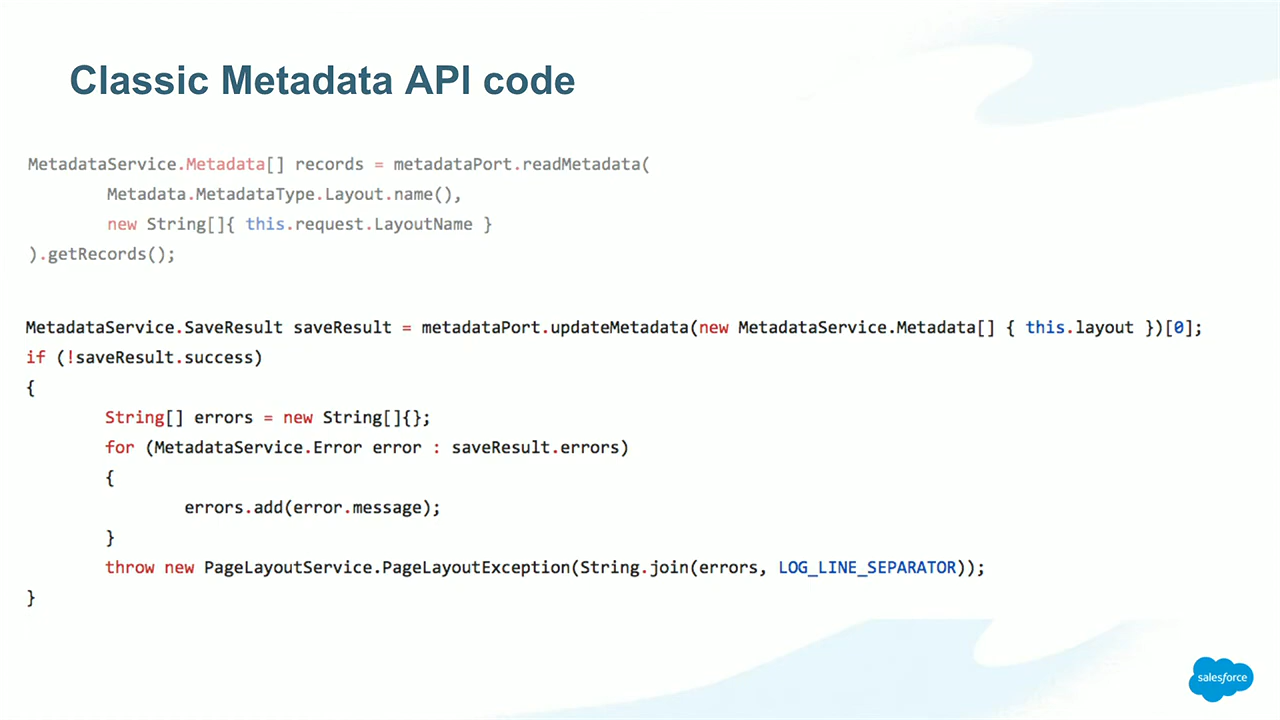 Classic Metadata API code
MetadataService.Metadata[] records = metadataPort.readMetadata(
Metadata.MetadataType.Layout.name(),
new String[]{ this.request.LayoutName }
).getRecords();
MetadataService.SaveResult saveResult = metadataPort.updateMetadata(new MetadataService.Metadata[] { this.layout })[0];
if (!saveResult.success)
{
String[] errors = new String[]{};
for (MetadataService.Error error : saveResult.errors)
{
errors.add(error.message);
}
throw new PageLayoutService.PageLayoutException(String.join(errors, LOG_LINE_SEPARATOR));
}
salesforce